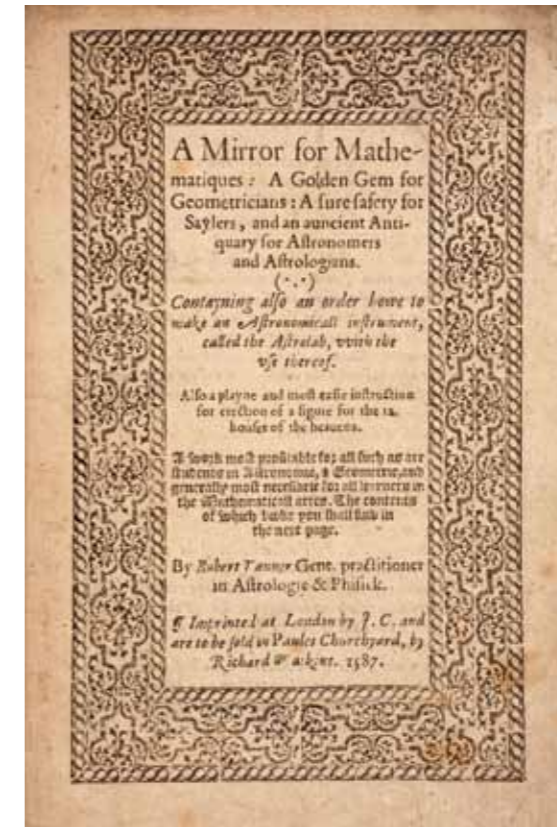 A Mirror for Mathe-
matiques: A Golden Gem for
Geometricians: A sure safety for
Saylers, and an auncient Anti-
quary for Astronomers
and Astrologians.
(∵)
Contayning also an order howe to
make an Astronomicall instrument,
called the Astrolab, vvith the
vse thereof.
Also a playne and most easie instruction
for erection of a figure for the 12.
houses of the heavens.
A work most profitable for all such as are
students in Astronomie, & Geometrie, and
generally most necessarie for all learners in
the Mathematicall artes. The contents
of which booke you shall find in
the next page.
By Robert Tanner Gent. practitioner
in Astrologie & Phisick.
¶ Imprinted at London by J. C. and
are to be sold in Paules Churchyard, by
Richard 1587.